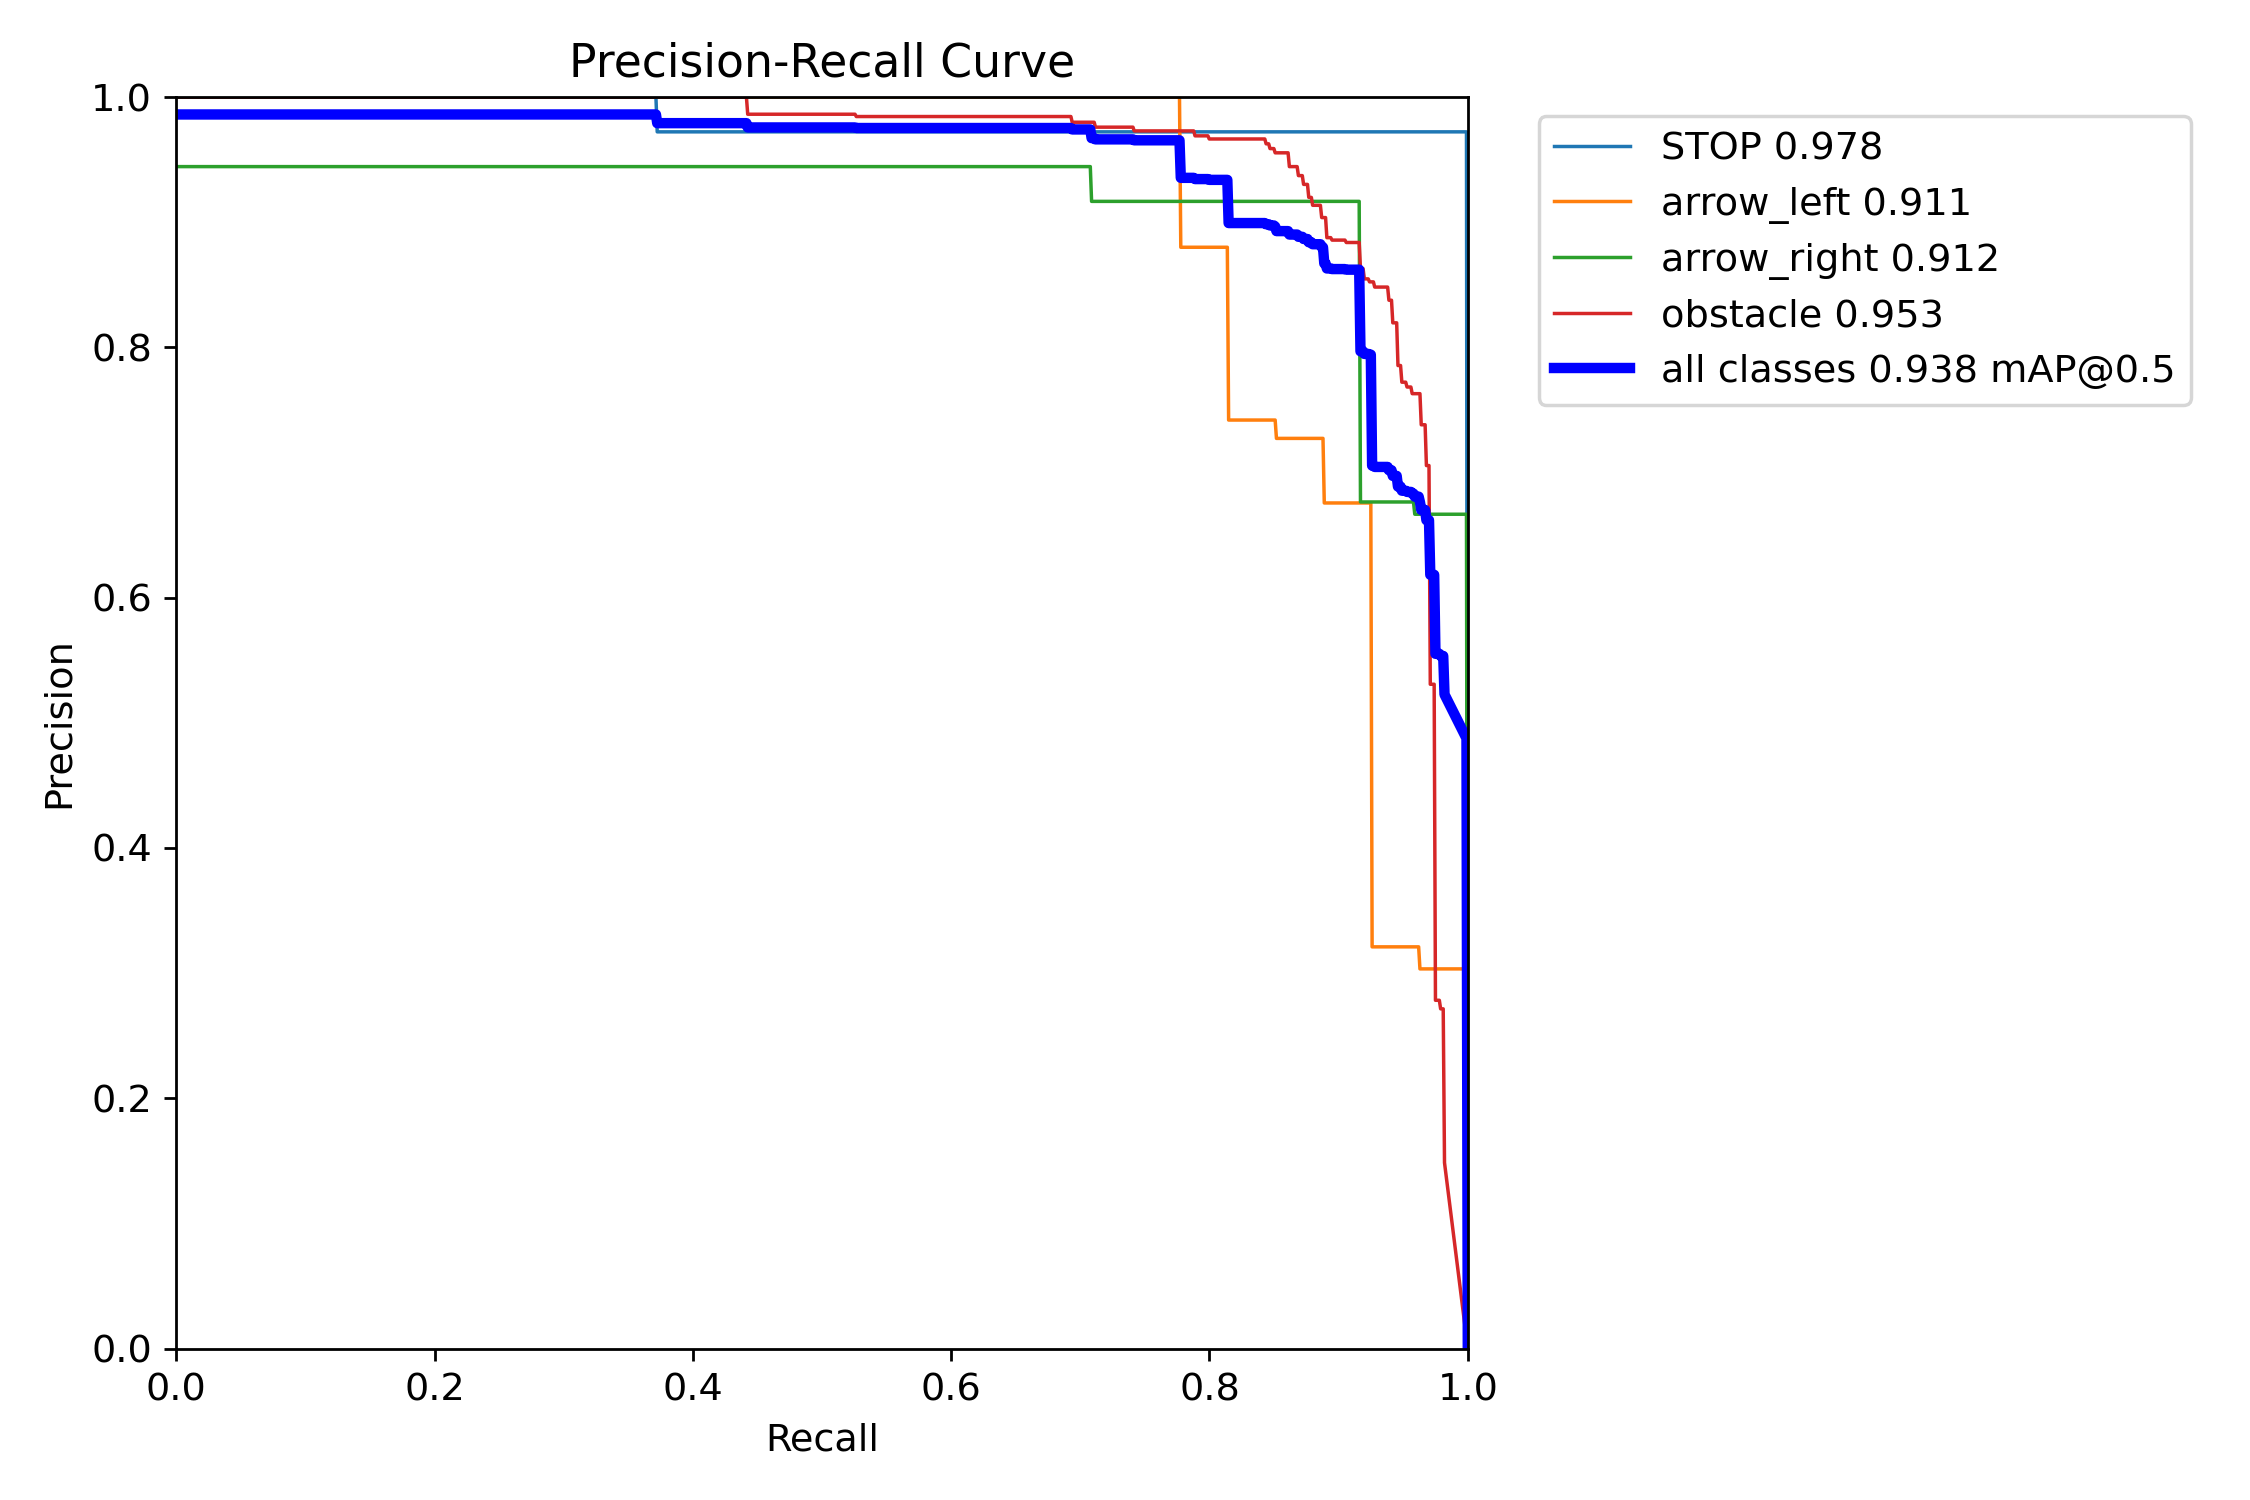 Precision-Recall Curve
1.0
0.8
0.6
0.4
0.2
0.0
Precision
0.0 0.2 0.4 0.6 0.8 1.0
Recall
STOP 0.978
arrow_left 0.911
arrow_right 0.912
obstacle 0.953
all classes 0.938 mAP@0.5